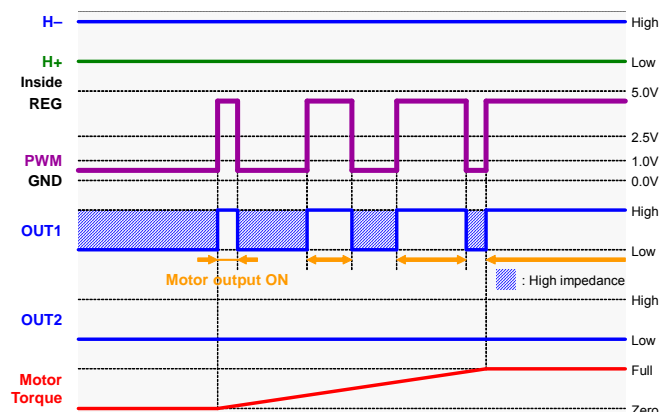 H–
High
H+
Low
Inside
REG
5.0V
2.5V
PWM
1.0V
GND
0.0V
High
OUT1
Low
Motor output ON
: High impedance
High
OUT2
Low
Full
Motor
Torque
Zero